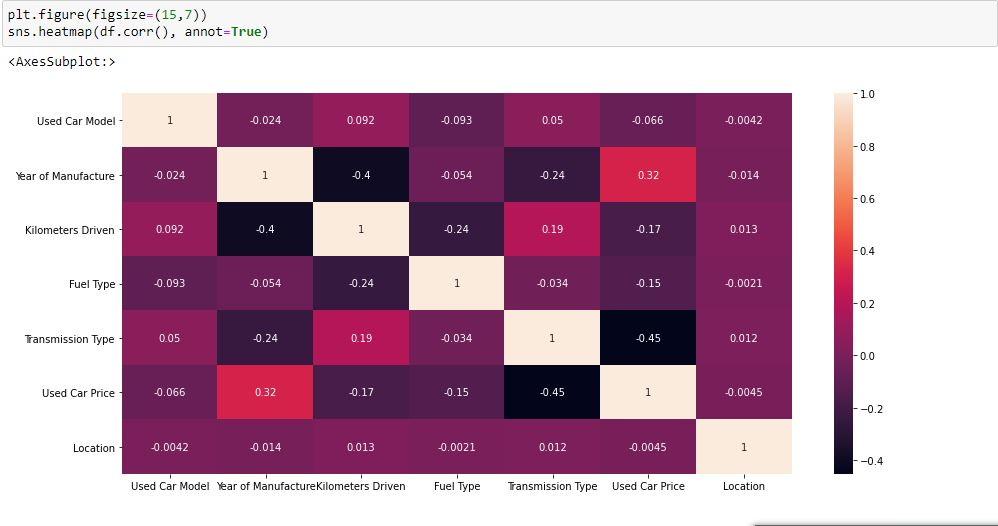 plt.figure(figsize=(15,7))
sns.heatmap(df.corr(), annot=True)
<AxesSubplot:>
Used Car Model 1 -0.024 0.092 -0.093 0.05 -0.066 -0.0042
Year of Manufacture -0.024 1 -0.4 -0.054 -0.24 0.32 -0.014
Kilometers Driven 0.092 -0.4 1 -0.24 0.19 -0.17 0.013
Fuel Type -0.093 -0.054 -0.24 1 -0.034 -0.15 -0.0021
Transmission Type 0.05 -0.24 0.19 -0.034 1 -0.45 0.012
Used Car Price -0.066 0.32 -0.17 -0.15 -0.45 1 -0.0045
Location -0.0042 -0.014 0.013 -0.0021 0.012 -0.0045 1
Used Car Model Year of Manufacture Kilometers Driven Fuel Type Transmission Type Used Car Price Location
1.0
0.8
0.6
0.4
0.2
0.0
−0.2
−0.4